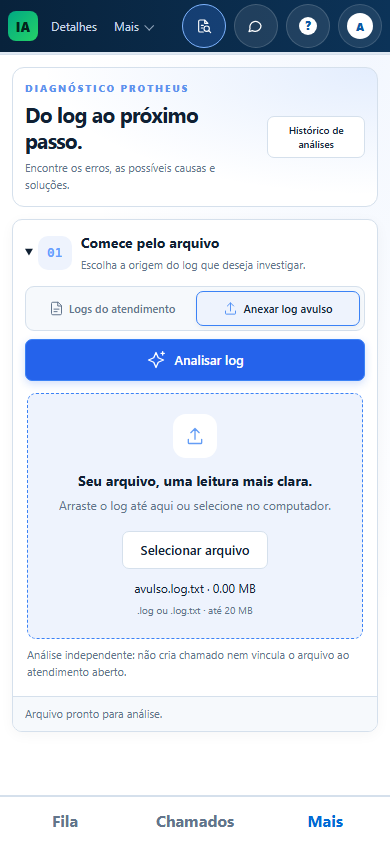 IA
Detalhes
Mais
?
A
DIAGNÓSTICO PROTHEUS
Do log ao próximo
passo.
Encontre os erros, as possíveis causas e
soluções.
Histórico de
análises
01
Comece pelo arquivo
Escolha a origem do log que deseja investigar.
Logs do atendimento
Anexar log avulso
Analisar log
Seu arquivo, uma leitura mais clara.
Arraste o log até aqui ou selecione no computador.
Selecionar arquivo
avulso.log.txt · 0.00 MB
.log ou .log.txt · até 20 MB
Análise independente: não cria chamado nem vincula o arquivo ao
atendimento aberto.
Arquivo pronto para análise.
Fila
Chamados
Mais